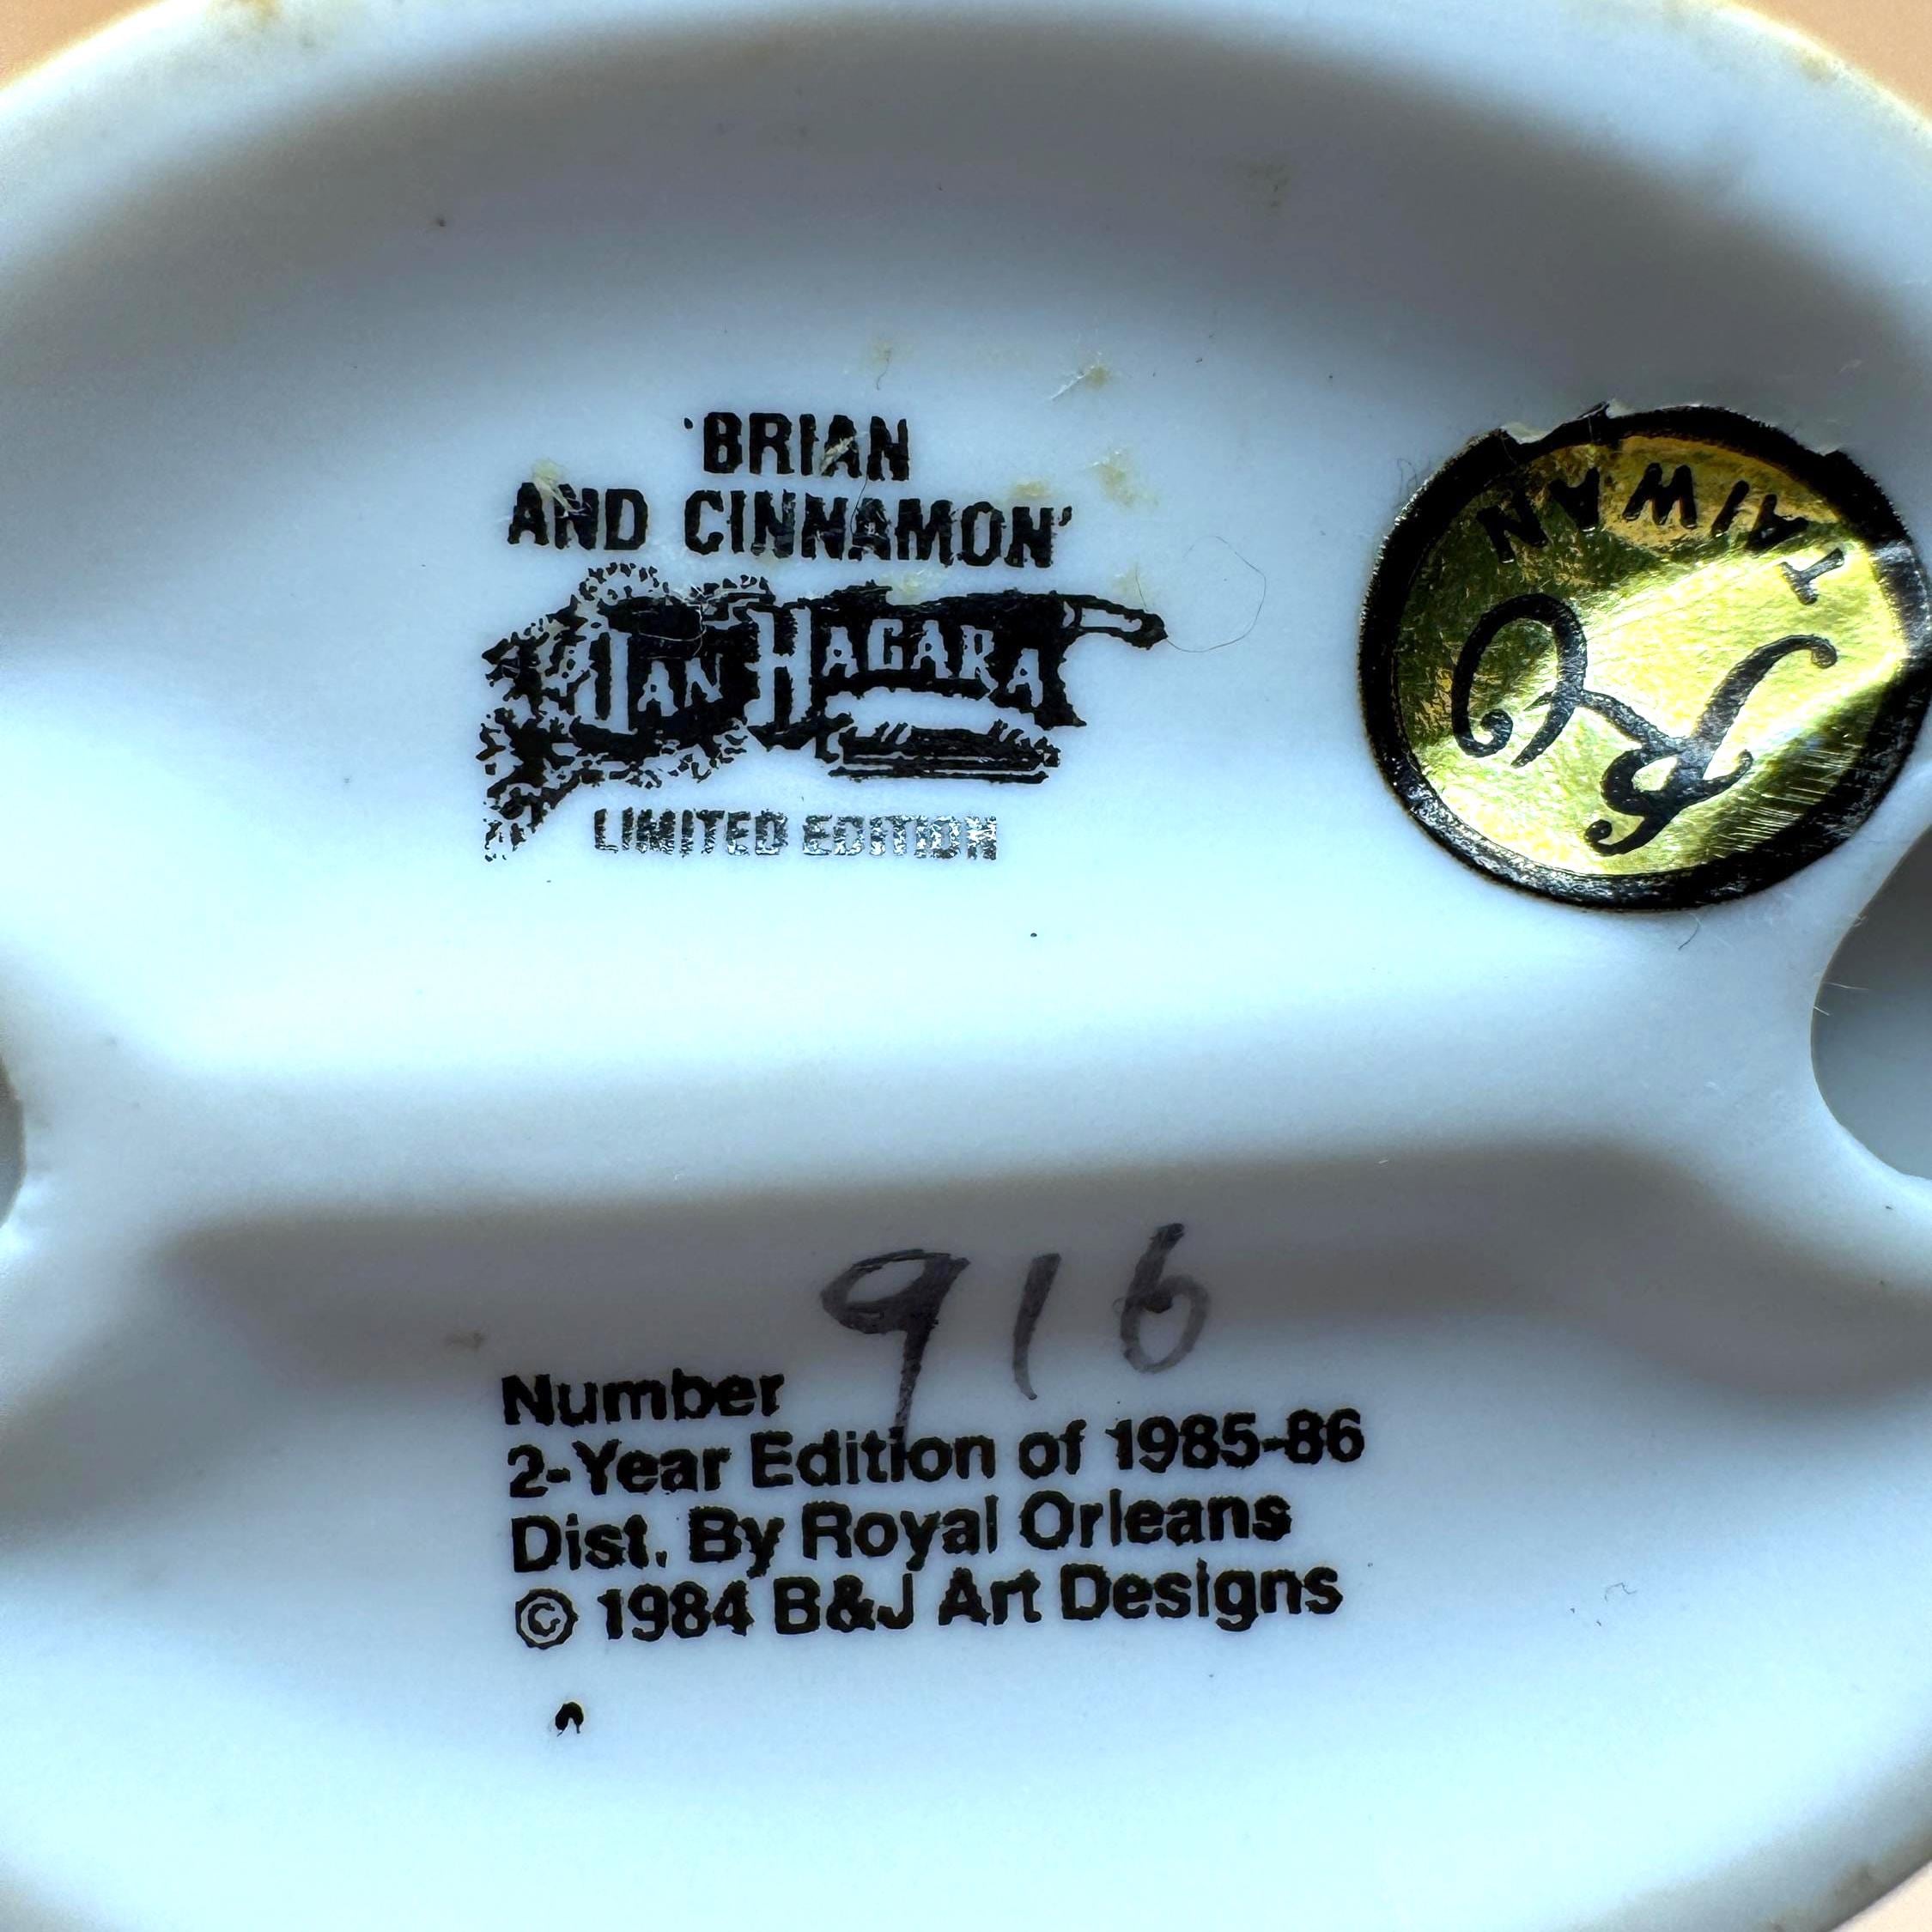 'BRIAN
AND CINNAMON'
JAN HAGARA
LIMITED EDITION
TAIWAN
916
Number
2-Year Edition of 1985-86
Dist. By Royal Orleans
© 1984 B&J Art Designs